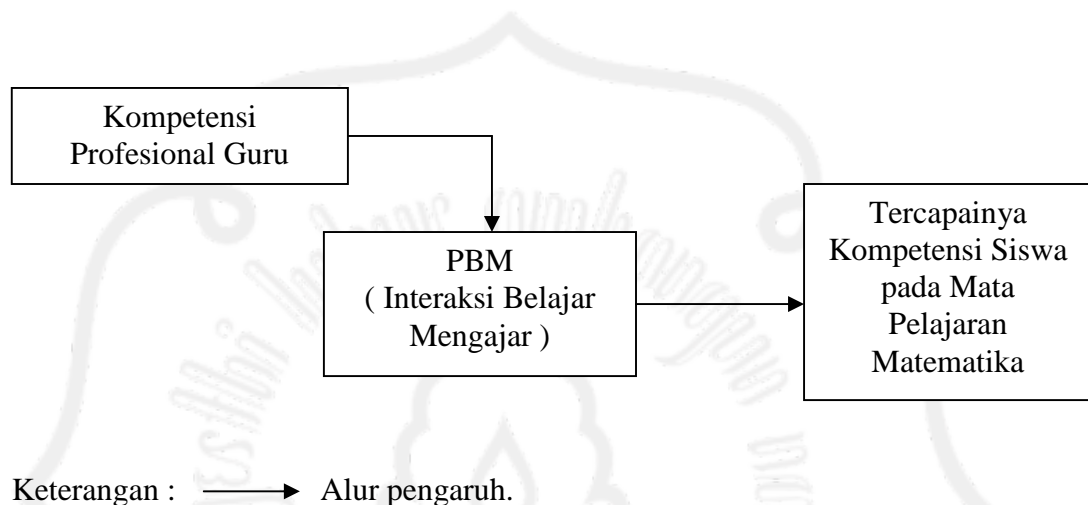 Kompetensi
Profesional Guru
PBM
( Interaksi Belajar
Mengajar )
Tercapainya
Kompetensi Siswa
pada Mata
Pelajaran
Matematika
Keterangan : Alur pengaruh.